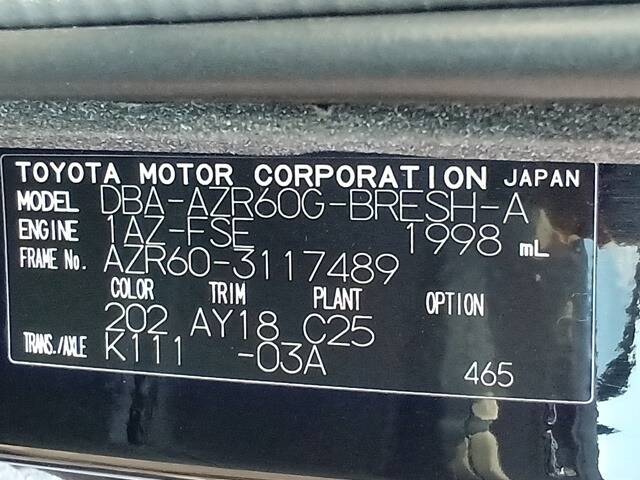 TOYOTA MOTOR CORPORATION JAPAN
MODEL DBA-AZR60G-BRESH-A
ENGINE 1AZ-FSE 1998 mL
FRAME No. AZR60-3117489
COLOR TRIM PLANT OPTION
202 AY18 C25
TRANS./AXLE K111 -03A
465